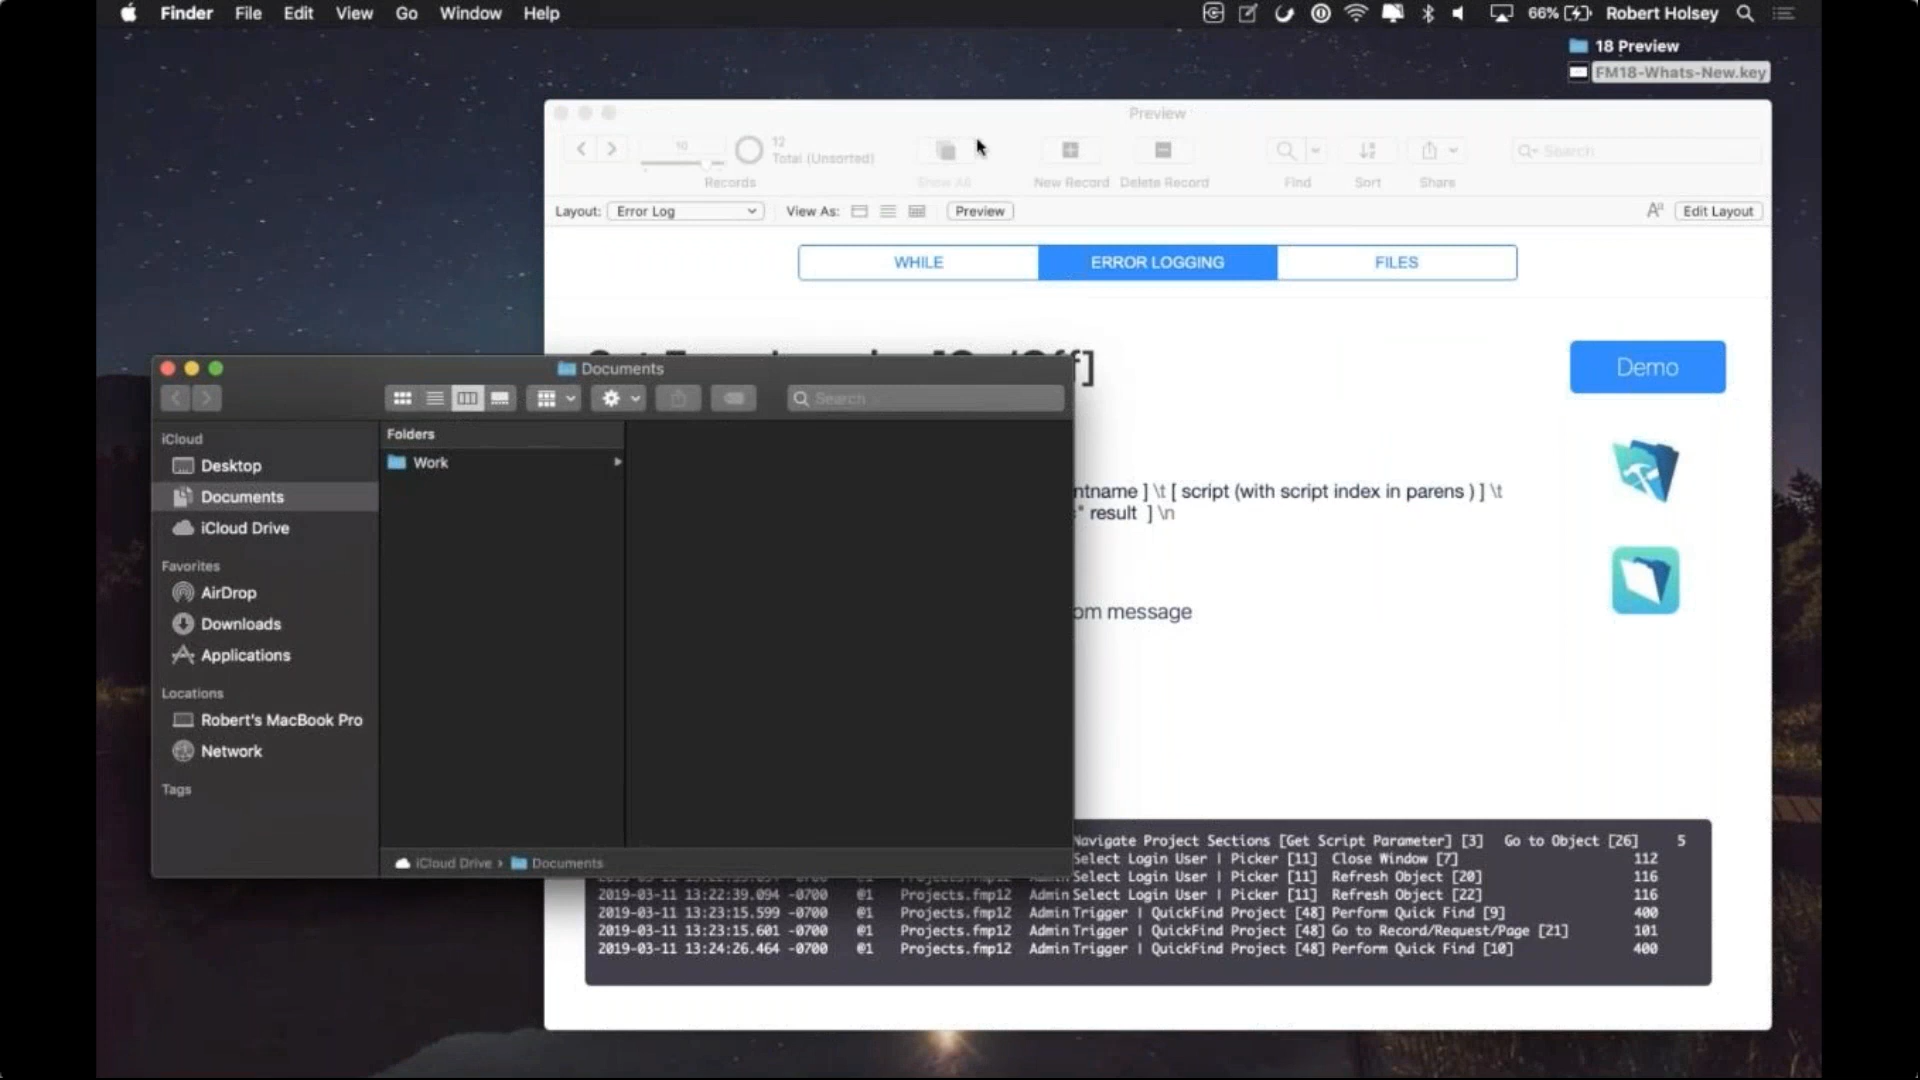 Finder File Edit View Go Window Help 66% Robert Holsey
18 Preview
FM18-Whats-New.key
Preview
10 12
Total (Unsorted)
Search
Records Show All New Record Delete Record Find Sort Share
Layout: Error Log View As: Preview Edit Layout
WHILE ERROR LOGGING FILES
Demo
Documents
Search
iCloud
Desktop
Documents
iCloud Drive
Favorites
AirDrop
Downloads
Applications
Locations
Robert's MacBook Pro
Network
Tags
Folders
Work
iCloud Drive › Documents
ntname ] \t [ script (with script index in parens ) ] \t
" result ] \n
om message
Navigate Project Sections [Get Script Parameter] [3] Go to Object [26] 5
Select Login User | Picker [11] Close Window [7] 112
Select Login User | Picker [11] Refresh Object [20] 116
2019-03-11 13:22:39.094 -0700 @1 Projects.fmp12 Admin Select Login User | Picker [11] Refresh Object [22] 116
2019-03-11 13:23:15.599 -0700 @1 Projects.fmp12 Admin Trigger | QuickFind Project [48] Perform Quick Find [9] 400
2019-03-11 13:23:15.601 -0700 @1 Projects.fmp12 Admin Trigger | QuickFind Project [48] Go to Record/Request/Page [21] 101
2019-03-11 13:24:26.464 -0700 @1 Projects.fmp12 Admin Trigger | QuickFind Project [48] Perform Quick Find [10] 400